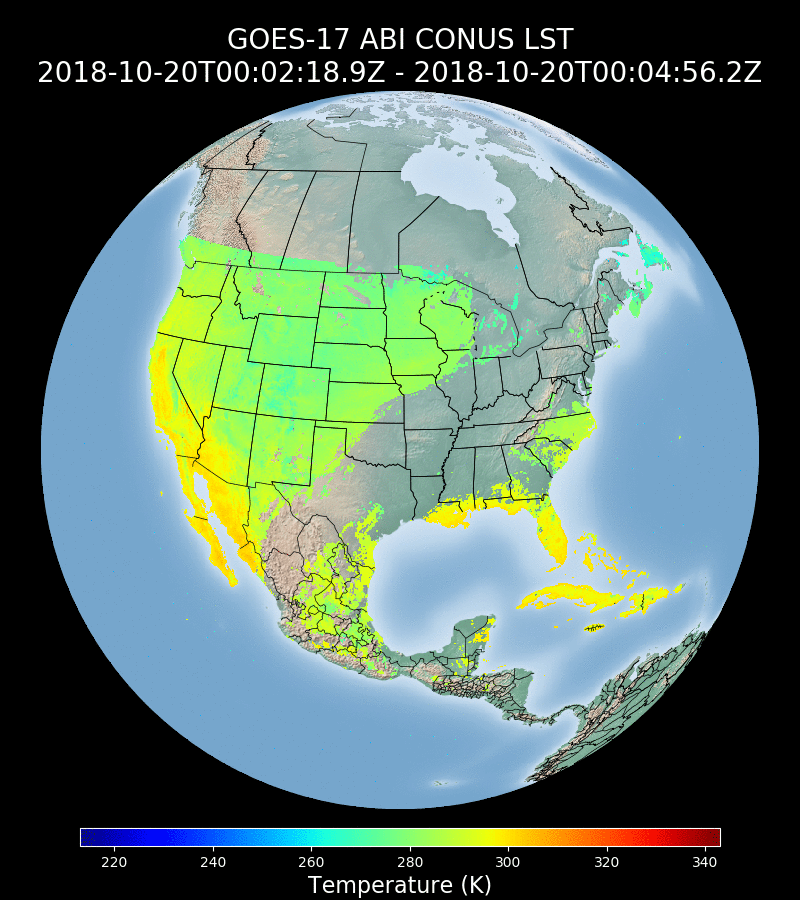 GOES-17 ABI CONUS LST
2018-10-20T00:02:18.9Z - 2018-10-20T00:04:56.2Z
220 240 260 280 300 320 340
Temperature (K)